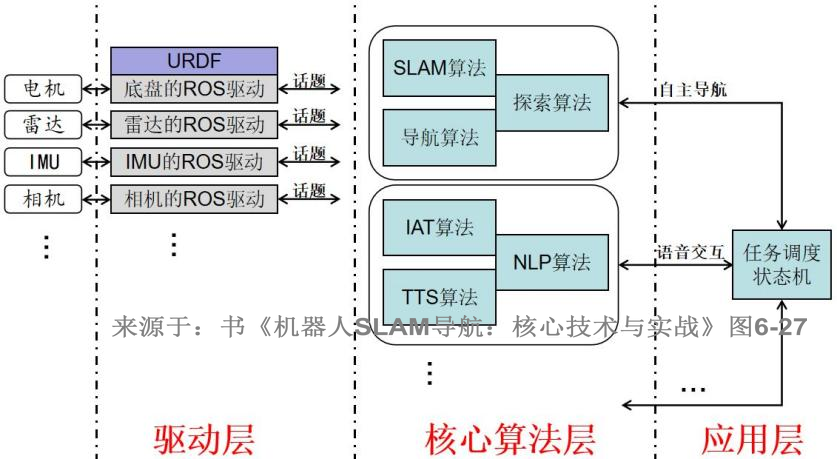 URDF
电机
底盘的ROS驱动
话题
雷达
雷达的ROS驱动
话题
IMU
IMU的ROS驱动
话题
相机
相机的ROS驱动
话题
...
...
SLAM算法
探索算法
导航算法
自主导航
IAT算法
NLP算法
TTS算法
语音交互
任务调度
状态机
来源于：书《机器人SLAM导航：核心技术与实战》图6-27
...
...
驱动层
核心算法层
应用层